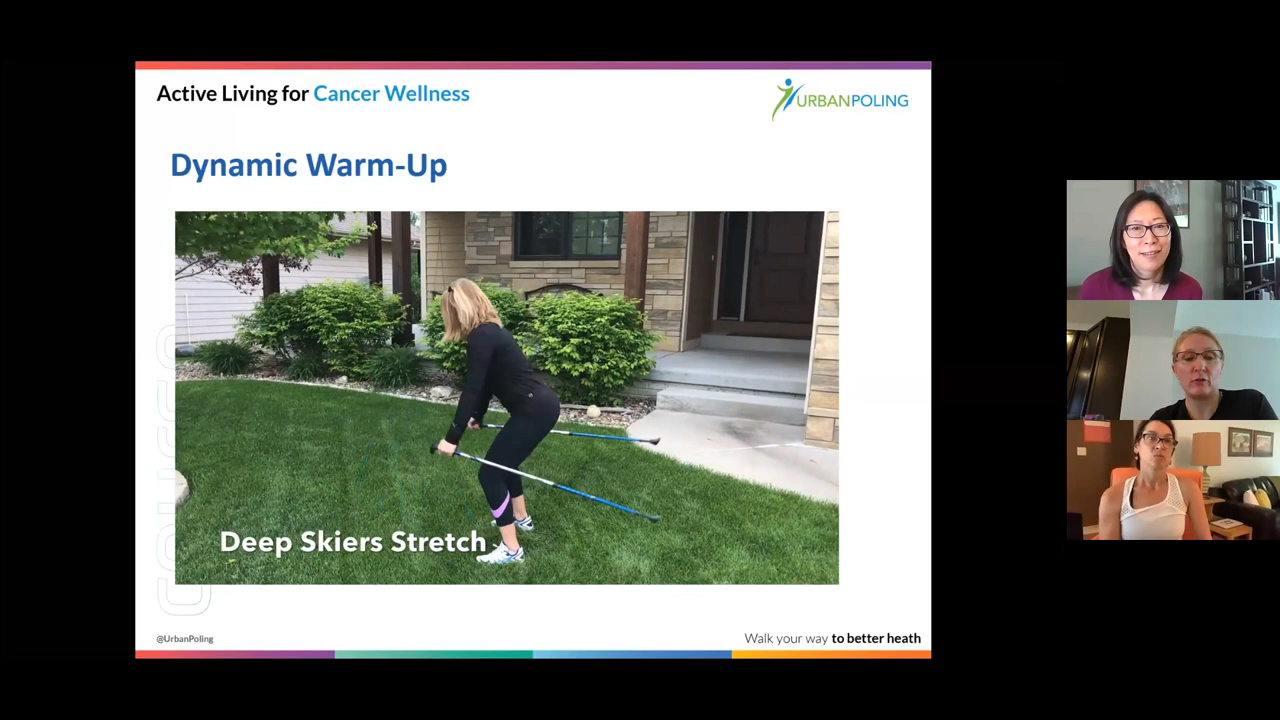 Active Living for Cancer Wellness
URBANPOLING
Dynamic Warm-Up
Deep Skiers Stretch
@UrbanPoling
Walk your way to better heath